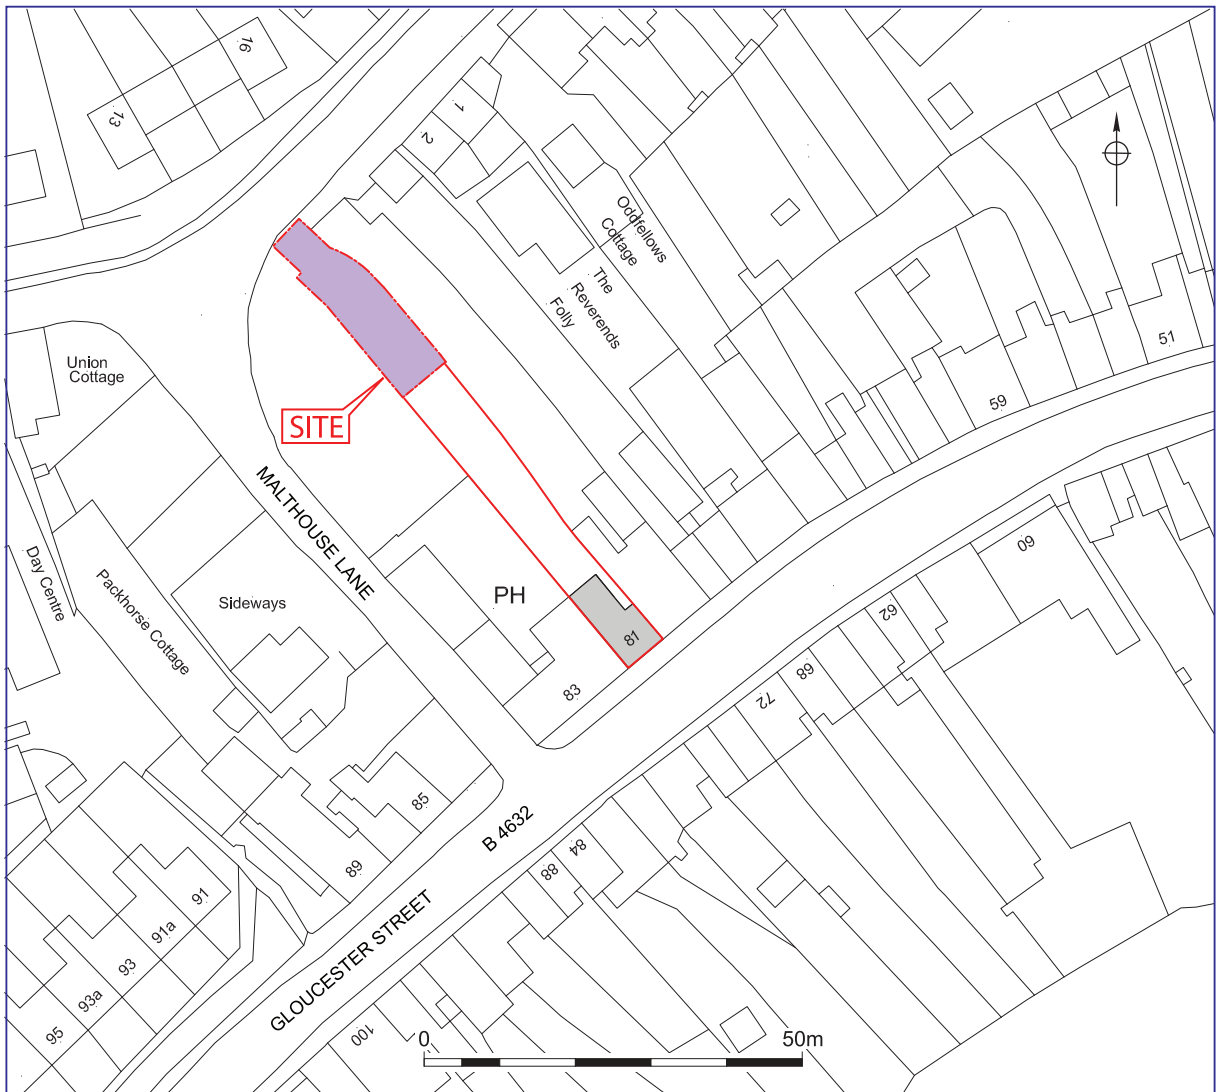 16
13
1
2
Oddfellows
Cottage
The
Reverends
Folly
51
59
Union
Cottage
SITE
MALTHOUSE LANE
Day Centre
Packhorse Cottage
Sideways
PH
81
83
60
62
68
72
85
89
B 4632
84
88
91
91a
93
93a
95
GLOUCESTER STREET
100
0
50m